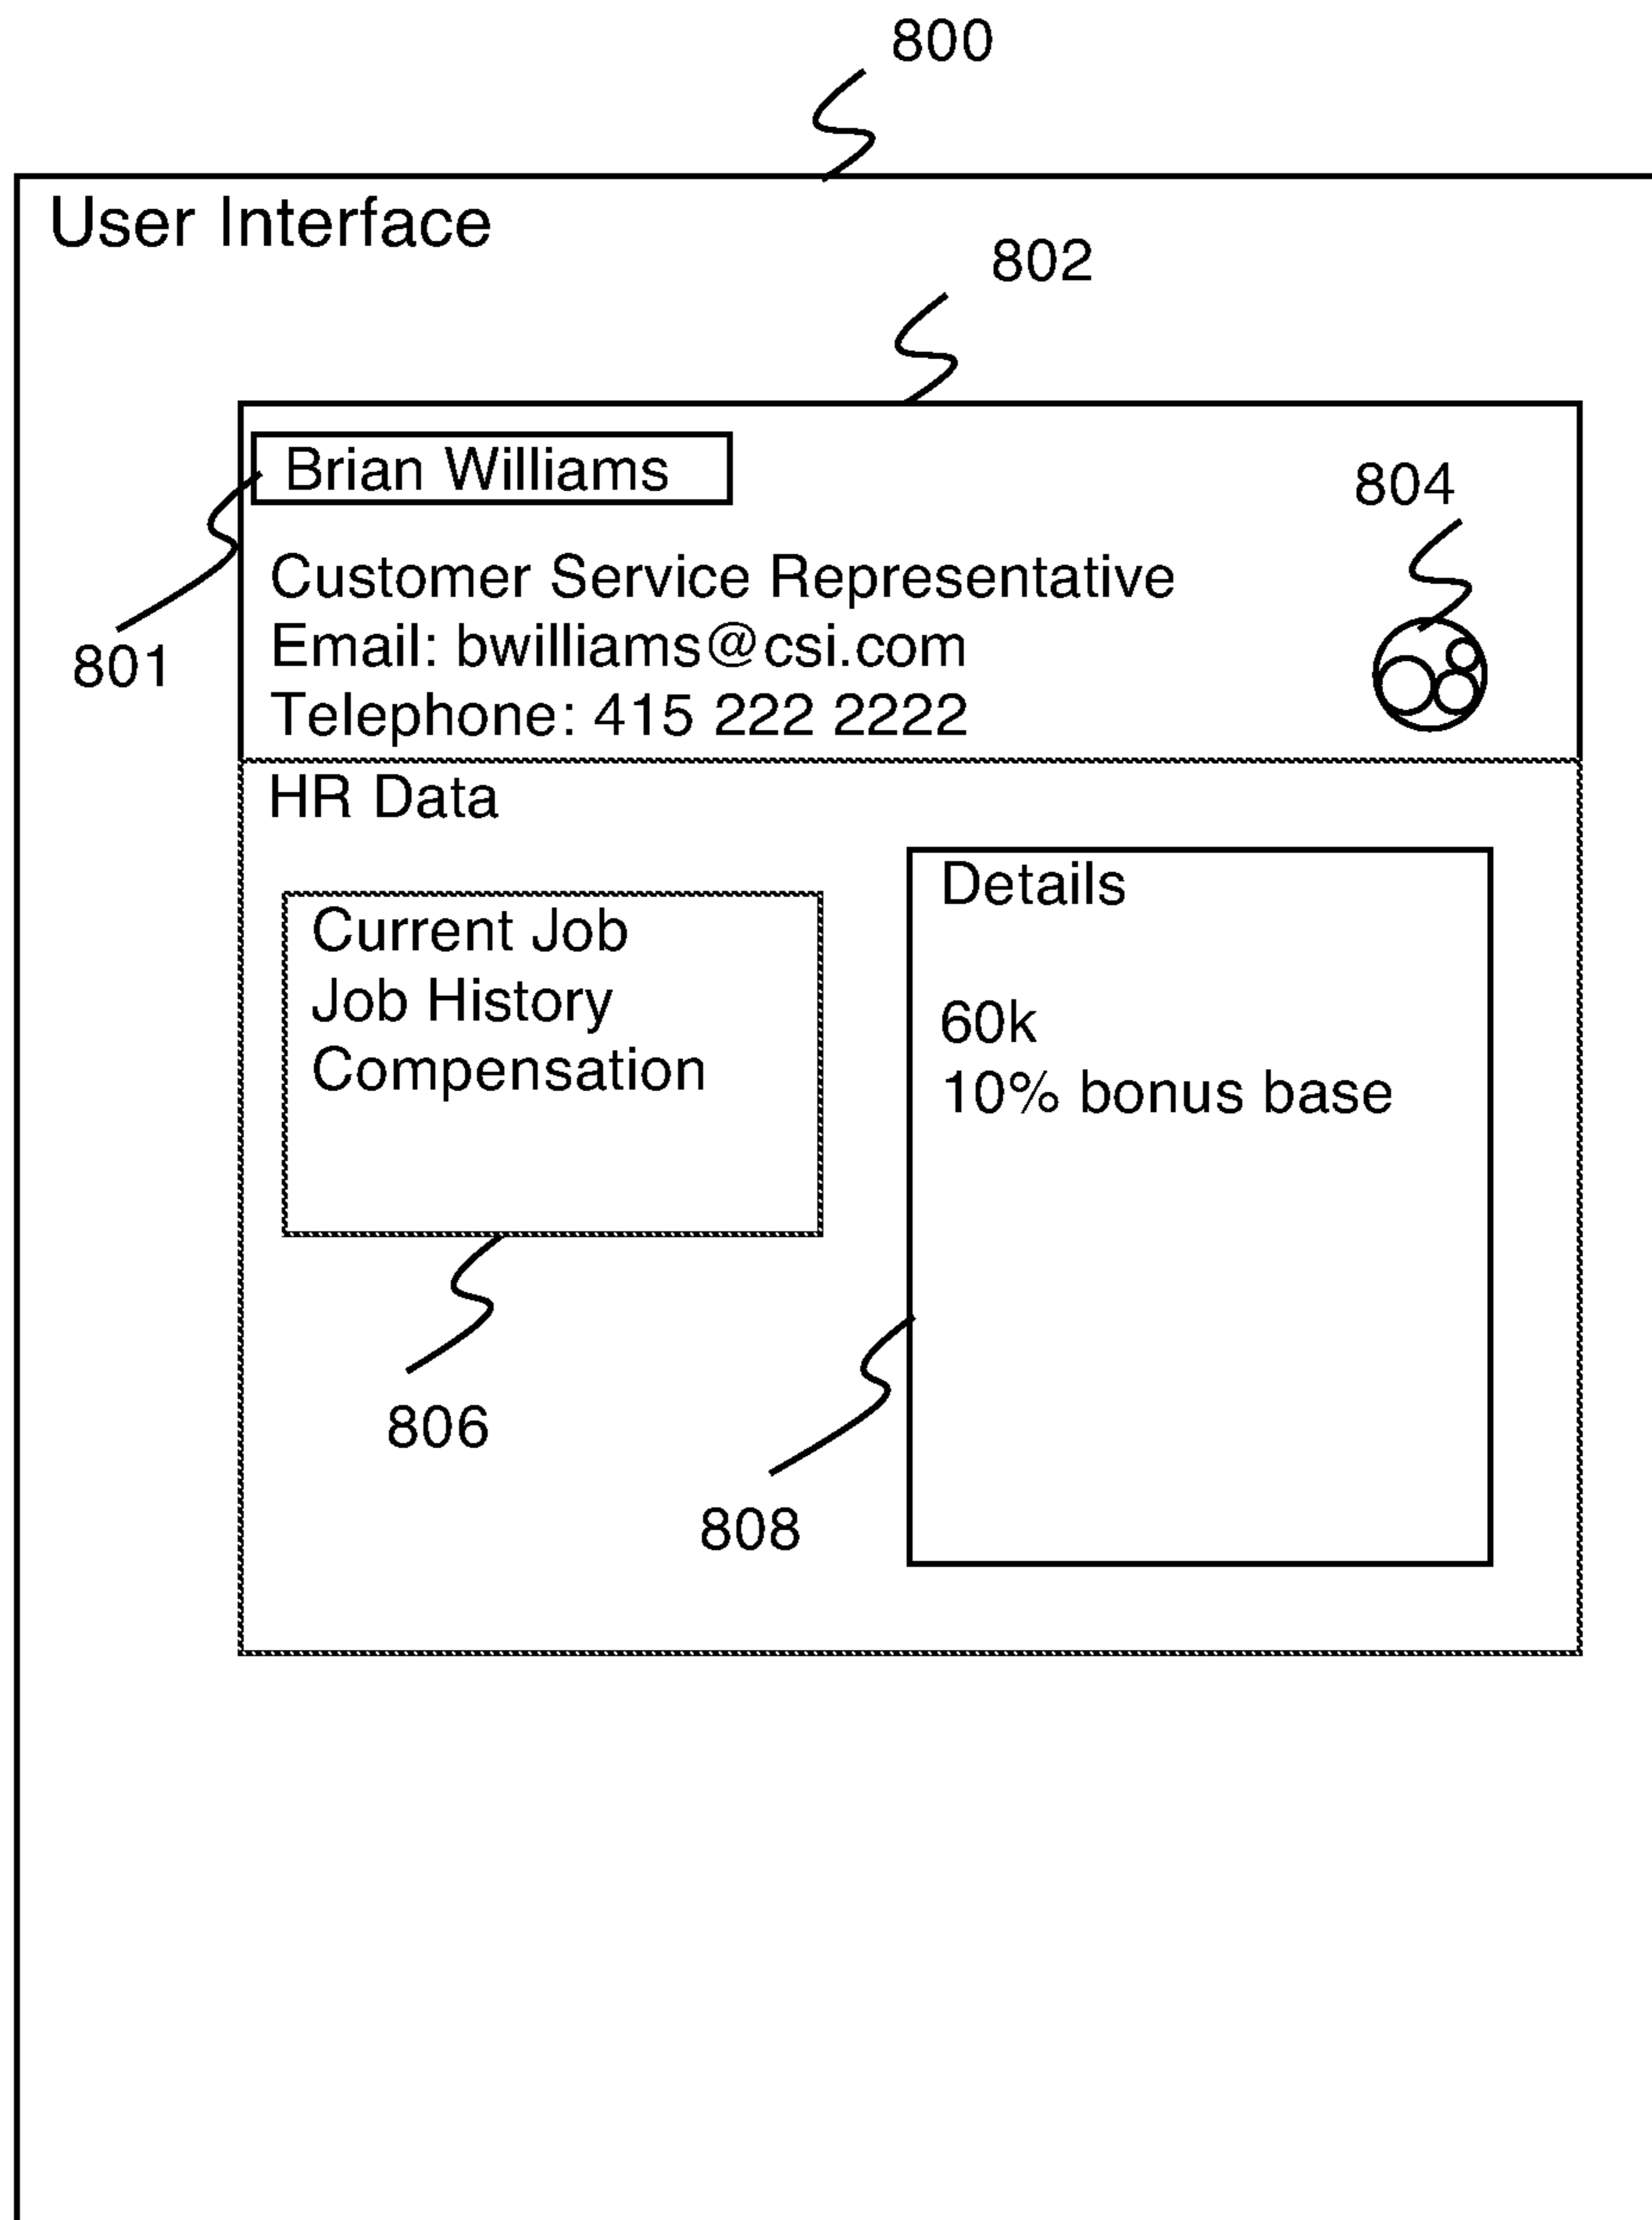 800
User Interface
802
Brian Williams
804
Customer Service Representative
Email: bwilliams@csi.com
801
Telephone: 415 222 2222
HR Data
Current Job
Job History
Compensation
Details
60k
10% bonus base
806
808